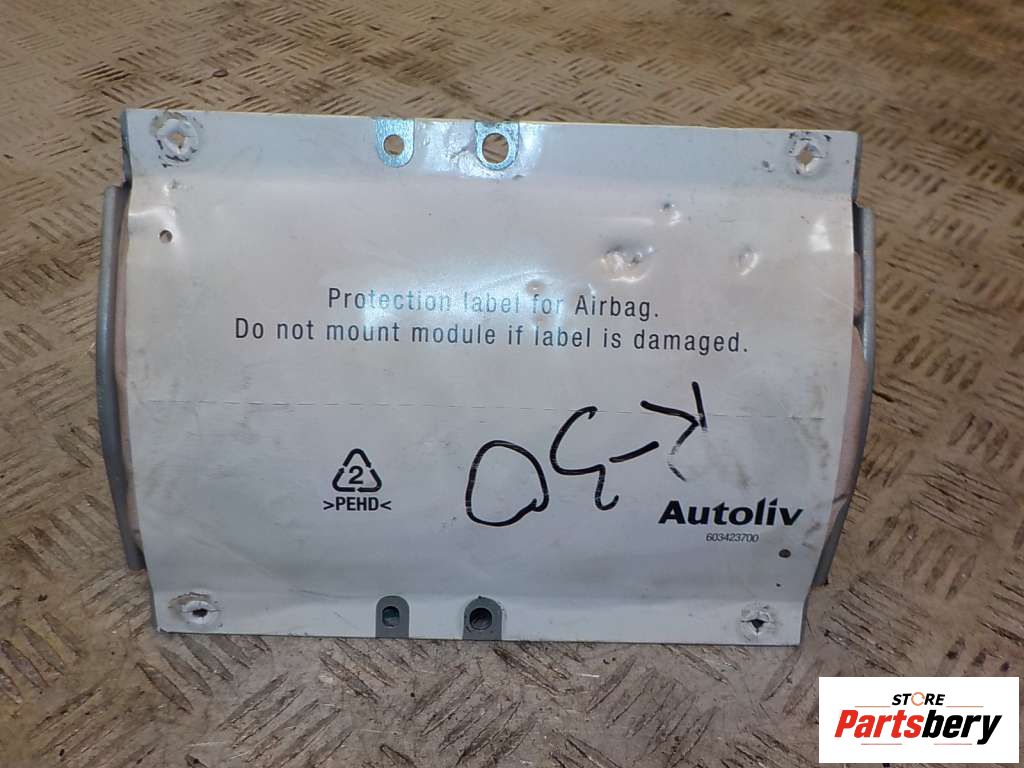 Protection label for Airbag.
Do not mount module if label is damaged.
2
>PEHD<
Autoliv
603423700
STORE
Partsbery